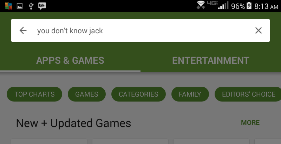 96% 8:13 AM
you don't know jack
APPS & GAMES ENTERTAINMENT
TOP CHARTS GAMES CATEGORIES FAMILY EDITORS' CHOICE
New + Updated Games MORE